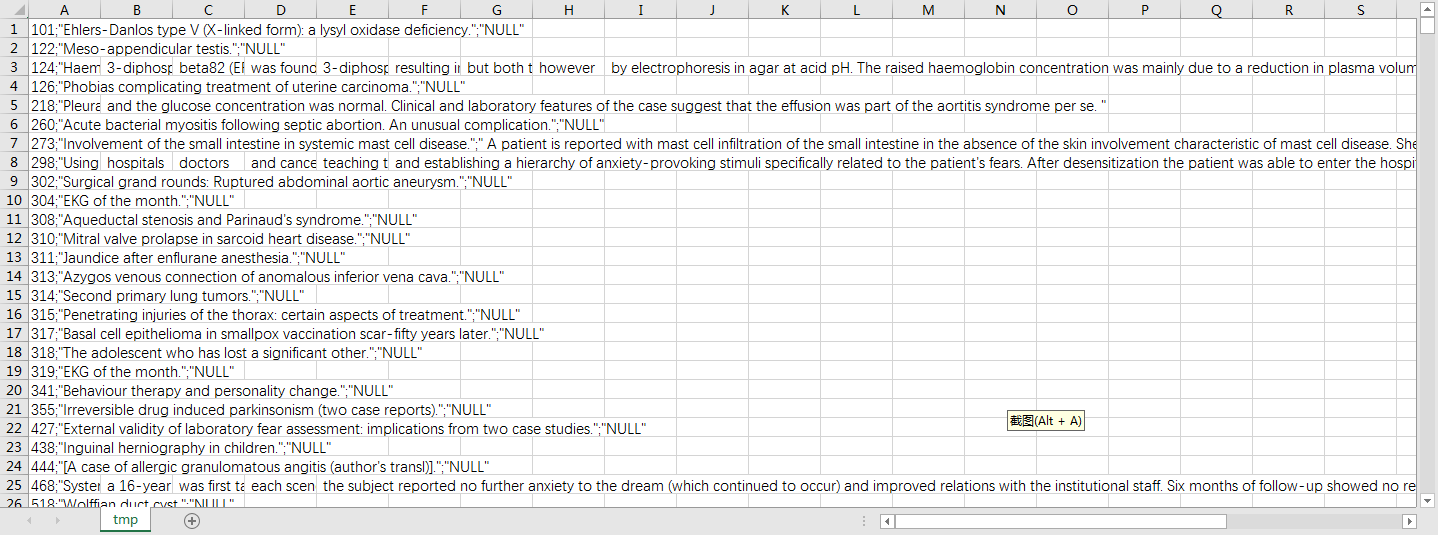 A B C D E F G H I J K L M N O P Q R S
1 101;"Ehlers-Danlos type V (X-linked form): a lysyl oxidase deficiency.";"NULL"
2 122;"Meso-appendicular testis.";"NULL"
3 124;"Haem 3-diphosp beta82 (El was found 3-diphosp resulting i but both t however by electrophoresis in agar at acid pH. The raised haemoglobin concentration was mainly due to a reduction in plasma volum
4 126;"Phobias complicating treatment of uterine carcinoma.";"NULL"
5 218;"Pleura and the glucose concentration was normal. Clinical and laboratory features of the case suggest that the effusion was part of the aortitis syndrome per se. "
6 260;"Acute bacterial myositis following septic abortion. An unusual complication.";"NULL"
7 273;"Involvement of the small intestine in systemic mast cell disease.";" A patient is reported with mast cell infiltration of the small intestine in the absence of the skin involvement characteristic of mast cell disease. She
8 298;"Using hospitals doctors and cance teaching t and establishing a hierarchy of anxiety-provoking stimuli specifically related to the patient's fears. After desensitization the patient was able to enter the hospi
9 302;"Surgical grand rounds: Ruptured abdominal aortic aneurysm.";"NULL"
10 304;"EKG of the month.";"NULL"
11 308;"Aqueductal stenosis and Parinaud's syndrome.";"NULL"
12 310;"Mitral valve prolapse in sarcoid heart disease.";"NULL"
13 311;"Jaundice after enflurane anesthesia.";"NULL"
14 313;"Azygos venous connection of anomalous inferior vena cava.";"NULL"
15 314;"Second primary lung tumors.";"NULL"
16 315;"Penetrating injuries of the thorax: certain aspects of treatment.";"NULL"
17 317;"Basal cell epithelioma in smallpox vaccination scar-fifty years later.";"NULL"
18 318;"The adolescent who has lost a significant other.";"NULL"
19 319;"EKG of the month.";"NULL"
20 341;"Behaviour therapy and personality change.";"NULL"
21 355;"Irreversible drug induced parkinsonism (two case reports).";"NULL"
22 427;"External validity of laboratory fear assessment: implications from two case studies.";"NULL"
截图(Alt + A)
23 438;"Inguinal herniography in children.";"NULL"
24 444;"[A case of allergic granulomatous angitis (author's transl)].";"NULL"
25 468;"Syster a 16-year was first ta each scen the subject reported no further anxiety to the dream (which continued to occur) and improved relations with the institutional staff. Six months of follow-up showed no re
26 518;"Wolffian duct cyst.";"NULL"
tmp